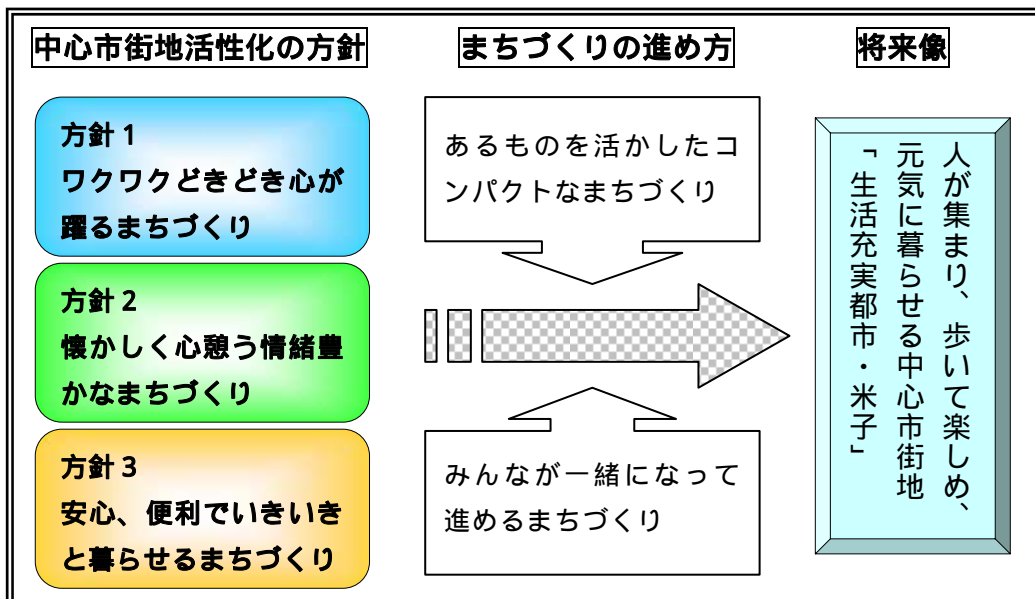 中心市街地活性化の方針
まちづくりの進め方
将来像
方針1
ワクワクどきどき心が
躍るまちづくり
方針2
懐かしく心憩う情緒豊
かなまちづくり
方針3
安心、便利でいきいき
と暮らせるまちづくり
あるものを活かしたコ
ンパクトなまちづくり
みんなが一緒になって
進めるまちづくり
人が集まり、歩いて楽しめ、
元気に暮らせる中心市街地
「生活充実都市・米子」